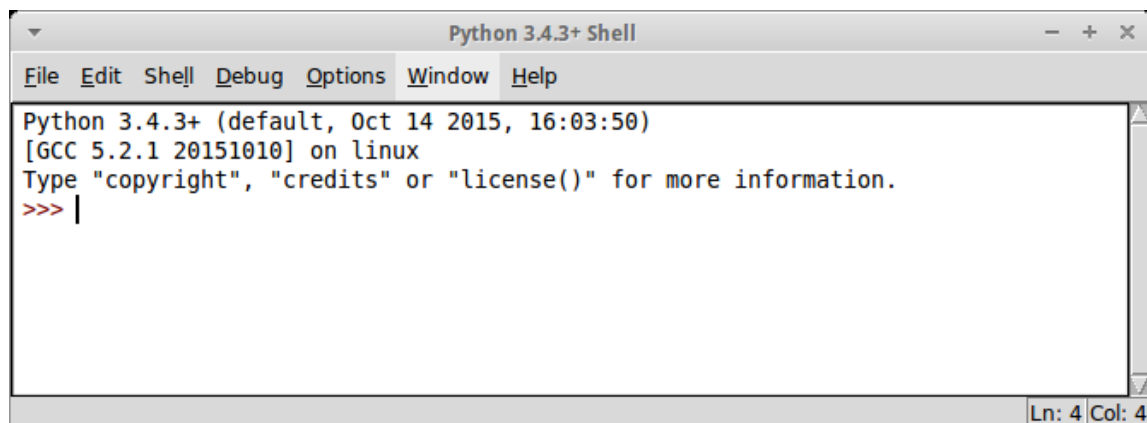 Python 3.4.3+ Shell
File Edit Shell Debug Options Window Help
Python 3.4.3+ (default, Oct 14 2015, 16:03:50)
[GCC 5.2.1 20151010] on linux
Type "copyright", "credits" or "license()" for more information.
>>>
Ln: 4 Col: 4